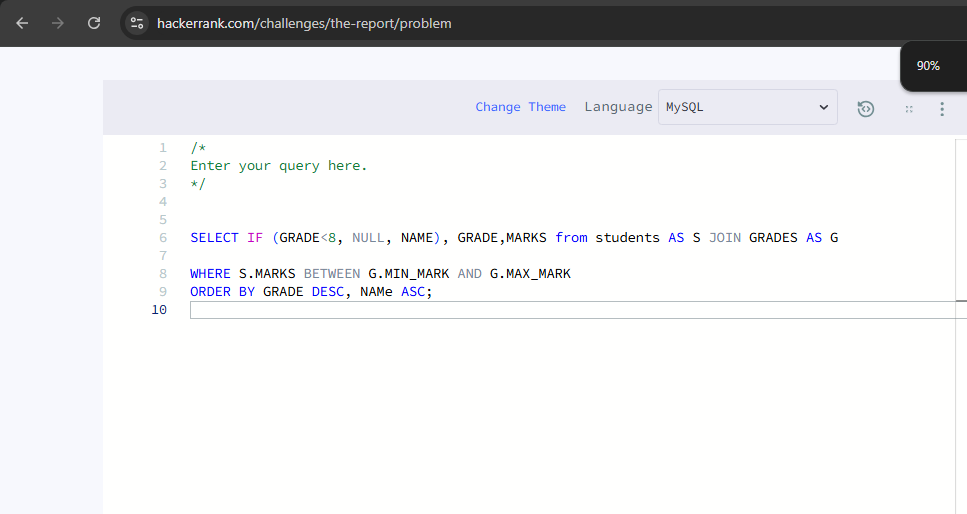 hackerrank.com/challenges/the-report/problem
90%
Change Theme Language MySQL
1 /*
2 Enter your query here.
3 */
4
5
6 SELECT IF (GRADE<8, NULL, NAME), GRADE,MARKS from students AS S JOIN GRADES AS G
7
8 WHERE S.MARKS BETWEEN G.MIN_MARK AND G.MAX_MARK
9 ORDER BY GRADE DESC, NAMe ASC;
10